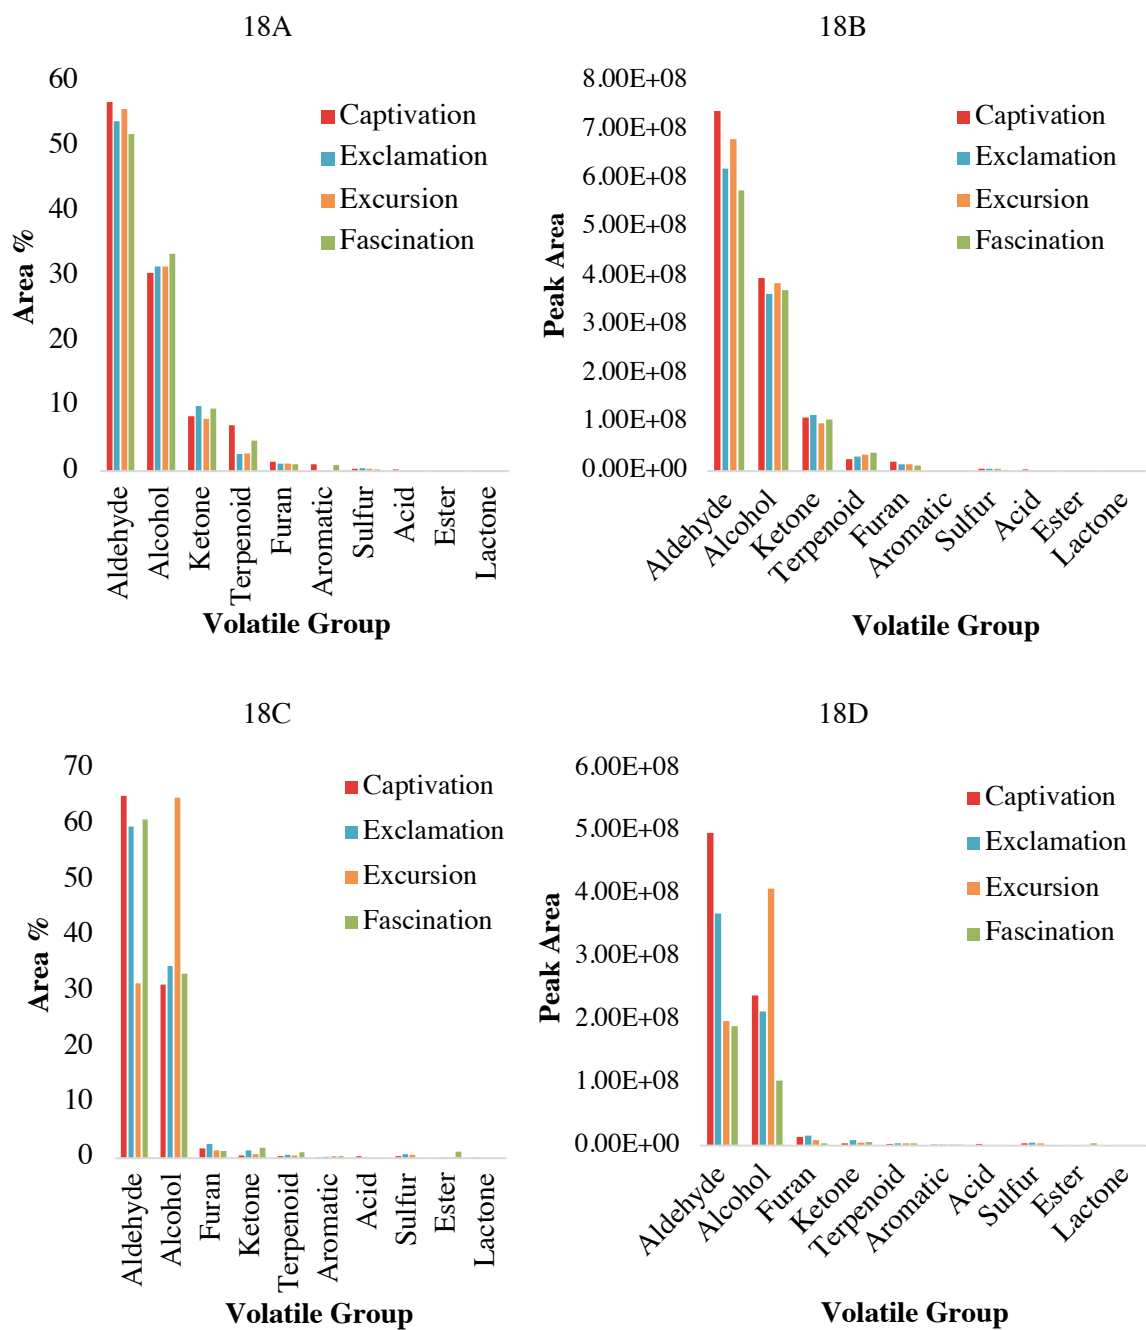 18A
60
50
40
30
20
10
0
Area %
Captivation
Exclamation
Excursion
Fascination
Aldehyde
Alcohol
Ketone
Terpenoid
Furan
Aromatic
Sulfur
Acid
Ester
Lactone
Volatile Group
18B
8.00E+08
7.00E+08
6.00E+08
5.00E+08
4.00E+08
3.00E+08
2.00E+08
1.00E+08
0.00E+00
Peak Area
Captivation
Exclamation
Excursion
Fascination
Aldehyde
Alcohol
Ketone
Terpenoid
Furan
Aromatic
Sulfur
Acid
Ester
Lactone
Volatile Group
18C
70
60
50
40
30
20
10
0
Area %
Captivation
Exclamation
Excursion
Fascination
Aldehyde
Alcohol
Furan
Ketone
Terpenoid
Aromatic
Acid
Sulfur
Ester
Lactone
Volatile Group
18D
6.00E+08
5.00E+08
4.00E+08
3.00E+08
2.00E+08
1.00E+08
0.00E+00
Peak Area
Captivation
Exclamation
Excursion
Fascination
Aldehyde
Alcohol
Furan
Ketone
Terpenoid
Aromatic
Acid
Sulfur
Ester
Lactone
Volatile Group